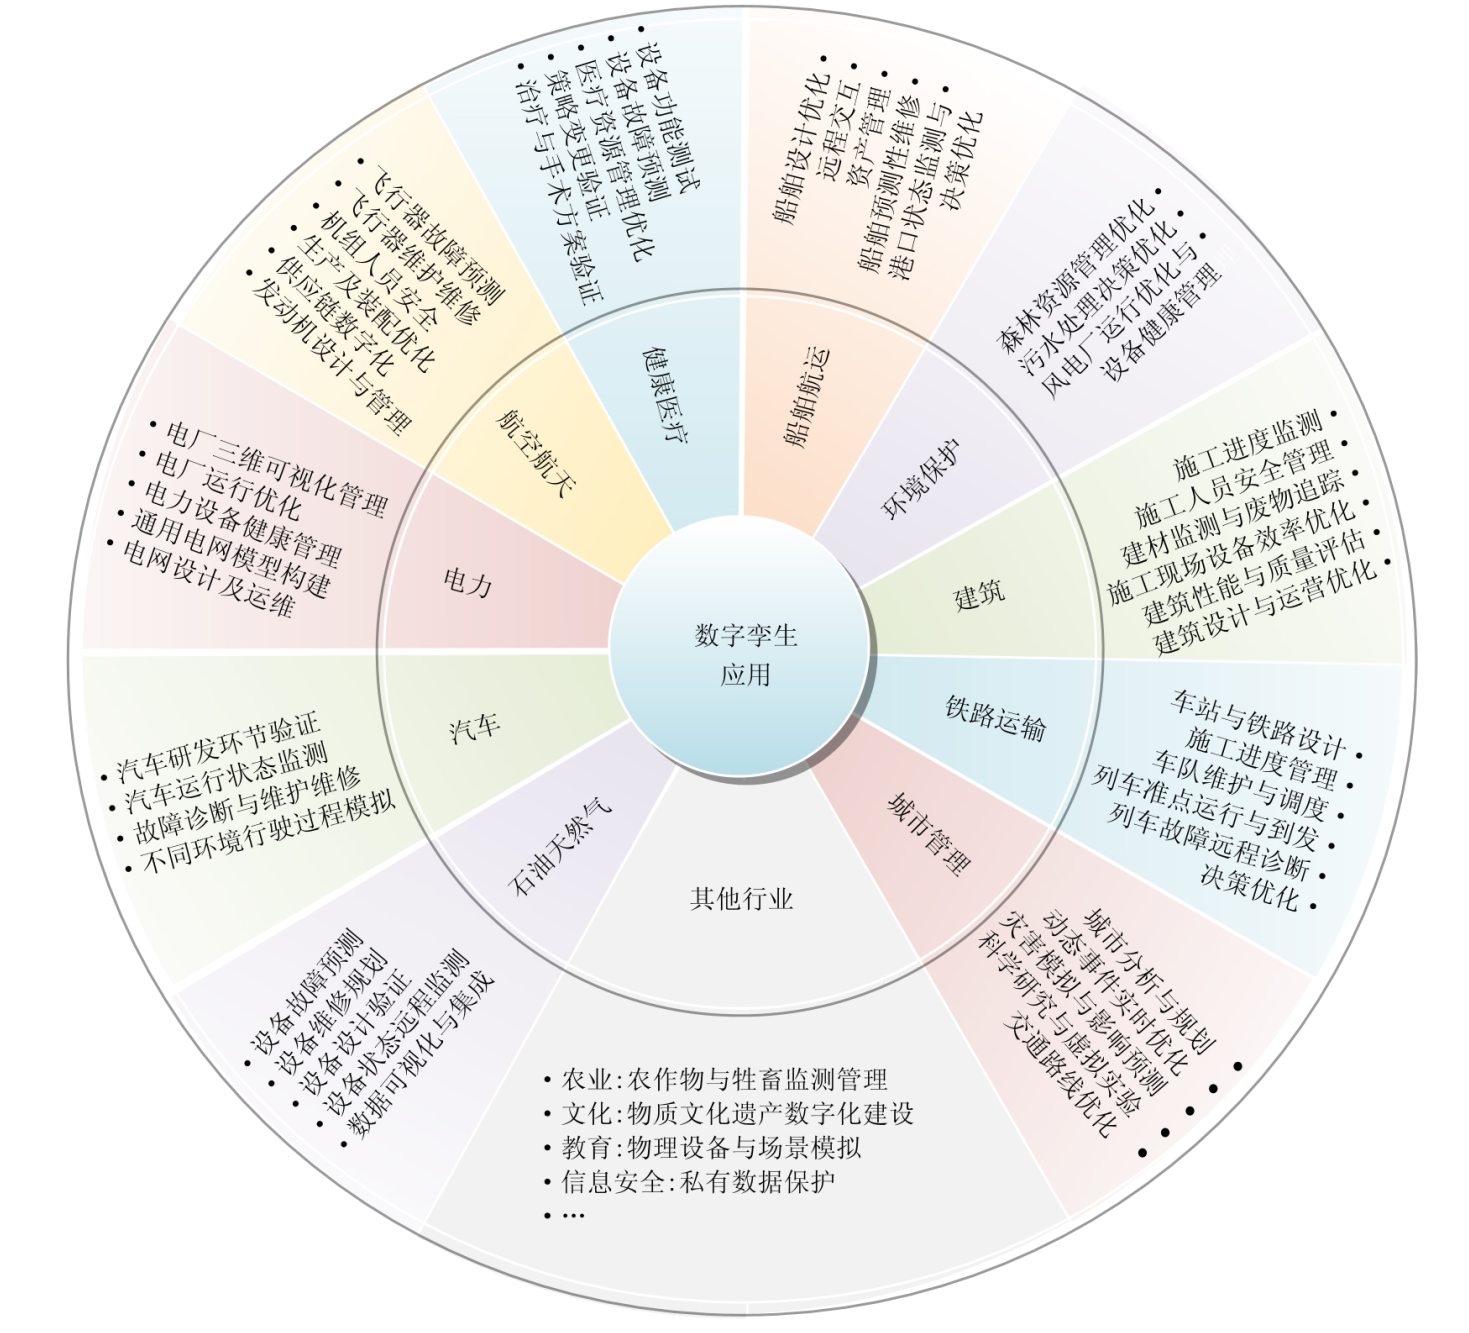 数字孪生
应用
健康医疗
设备功能测试
设备故障预测
医疗资源管理优化
策略变更验证
治疗与手术方案验证
船舶航运
船舶设计优化
远程交互
资产管理
船舶预测性维修
港口状态监测与
决策优化
环境保护
森林资源管理优化
污水处理决策优化
风电厂运行优化与
设备健康管理
建筑
施工进度监测
施工人员安全管理
建材监测与废物追踪
施工现场设备效率优化
建筑性能与质量评估
建筑设计与运营优化
铁路运输
车站与铁路设计
施工进度管理
车队维护与调度
列车准点运行与到发
列车故障远程诊断
决策优化
城市管理
城市分析与规划
动态事件实时优化
灾害模拟与影响预测
科学研究与虚拟实验
交通路线优化
其他行业
• 农业:农作物与牲畜监测管理
• 文化:物质文化遗产数字化建设
• 教育:物理设备与场景模拟
• 信息安全:私有数据保护
• …
石油天然气
设备故障预测
设备维修规划
设备设计验证
设备状态远程监测
数据可视化与集成
汽车
汽车研发环节验证
汽车运行状态监测
故障诊断与维护维修
不同环境行驶过程模拟
电力
电厂三维可视化管理
电厂运行优化
电力设备健康管理
通用电网模型构建
电网设计及运维
航空航天
飞行器故障预测
飞行器维护维修
机组人员安全
生产及装配优化
供应链数字化
发动机设计与管理